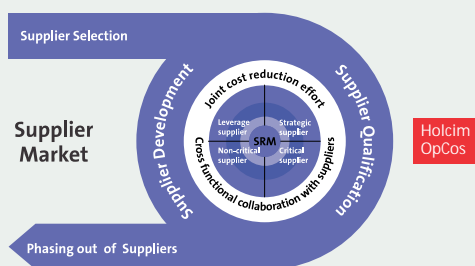 Supplier Selection
Supplier
Market
Supplier Development
Supplier Qualification
Joint cost reduction effort
Leverage
supplier
Strategic
supplier
SRM
Non-critical
supplier
Critical
supplier
Cross functional collaboration with suppliers
Holcim
OpCos
Phasing out of Suppliers